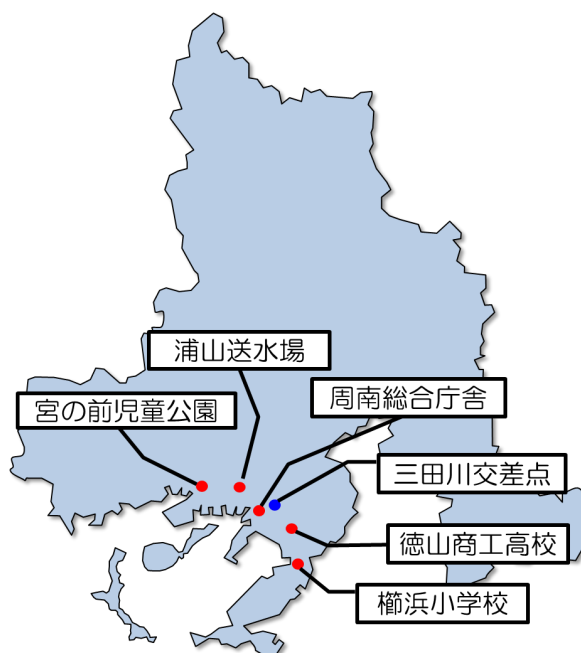 浦山送水場
周南総合庁舎
宮の前児童公園
三田川交差点
徳山商工高校
櫛浜小学校